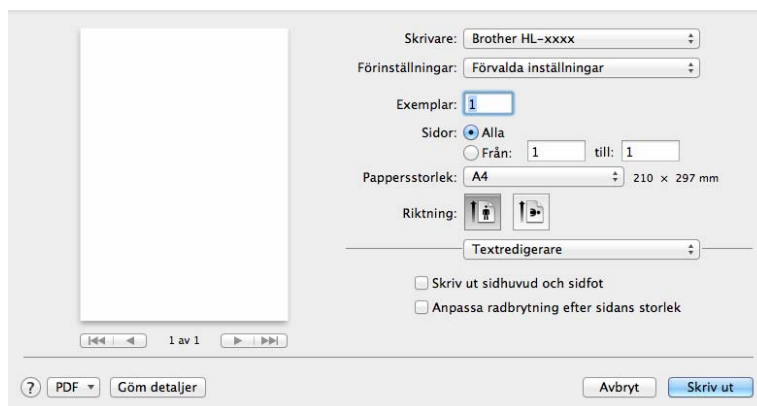 Skrivare: Brother HL-xxxx
Förinställningar: Förvalda inställningar
Exemplar: 1
Sidor: Alla
Från: 1 till: 1
Pappersstorlek: A4 210 × 297 mm
Riktning:
Textredigerare
Skriv ut sidhuvud och sidfot
Anpassa radbrytning efter sidans storlek
1 av 1
? PDF Göm detaljer Avbryt Skriv ut